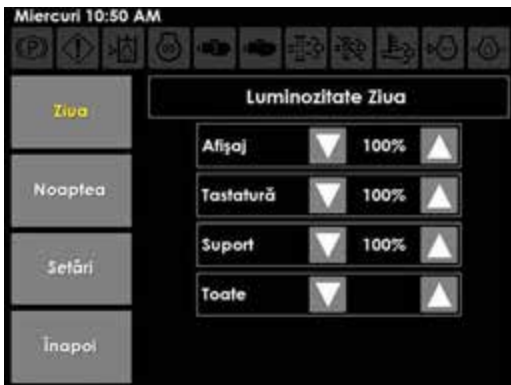 Miercuri 10:50 AM
Ziua
Noaptea
Setări
Înapoi
Luminozitate Ziua
Afişaj 100%
Tastatură 100%
Suport 100%
Toate